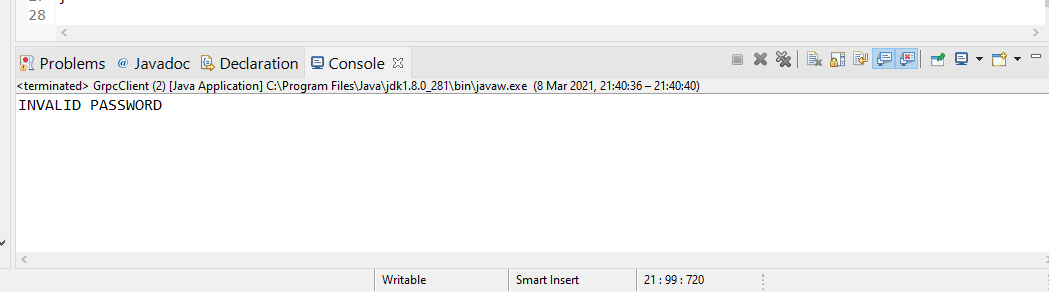 28
Problems @ Javadoc Declaration Console
<terminated> GrpcClient (2) [Java Application] C:\Program Files\Java\jdk1.8.0_281\bin\javaw.exe (8 Mar 2021, 21:40:36 – 21:40:40)
INVALID PASSWORD
Writable Smart Insert 21 : 99 : 720